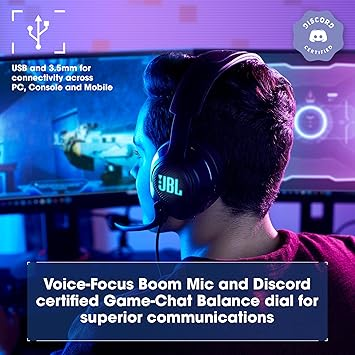 DISCORD
CERTIFIED
USB and 3.5mm for
connectivity across
PC, Console and Mobile
JBL
Voice-Focus Boom Mic and Discord
certified Game-Chat Balance dial for
superior communications